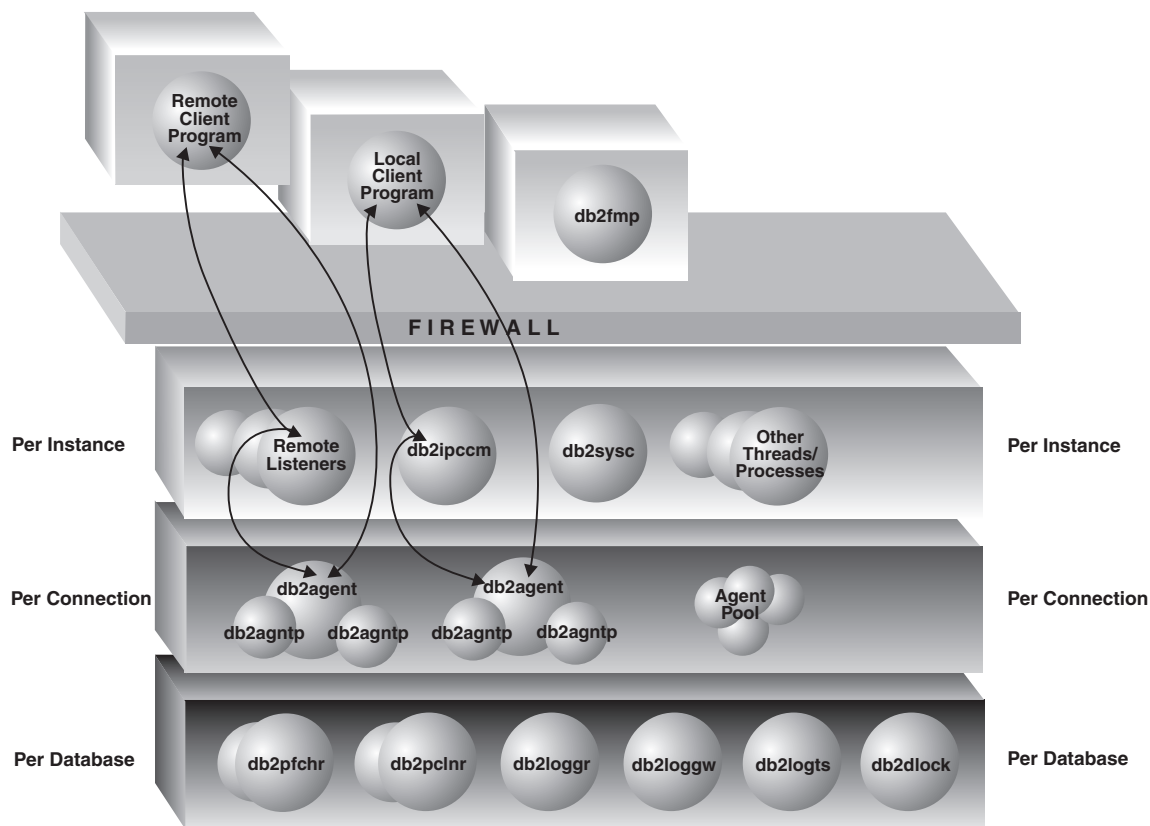 Remote
Client
Program
Local
Client
Program
db2fmp
FIREWALL
Per Instance
Remote
Listeners
db2ipccm
db2sysc
Other
Threads/
Processes
Per Instance
Per Connection
db2agent
db2agntp
db2agntp
db2agent
db2agntp
db2agntp
Agent
Pool
Per Connection
Per Database
db2pfchr
db2pclnr
db2loggr
db2loggw
db2logts
db2dlock
Per Database